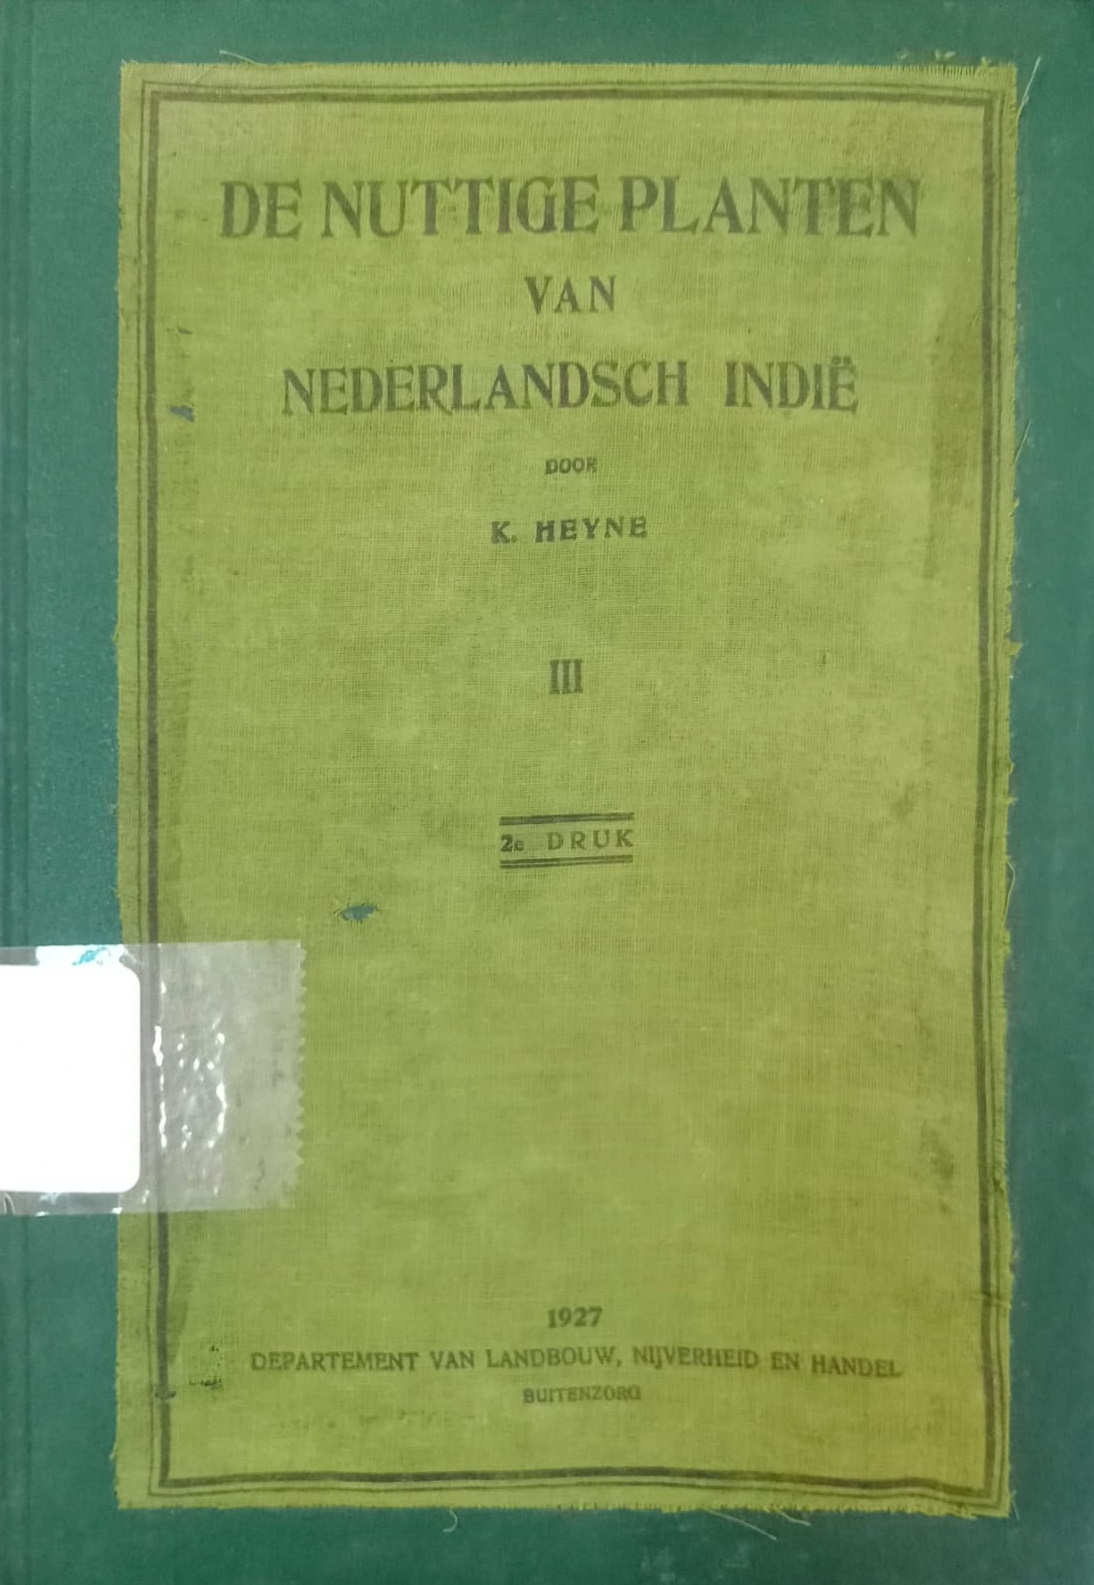 DE NUTTIGE PLANTEN
VAN
NEDERLANDSCH INDIË
DOOR
K. HEYNE
III
2e DRUK
1927
DEPARTEMENT VAN LANDBOUW, NIJVERHEID EN HANDEL
BUITENZORG